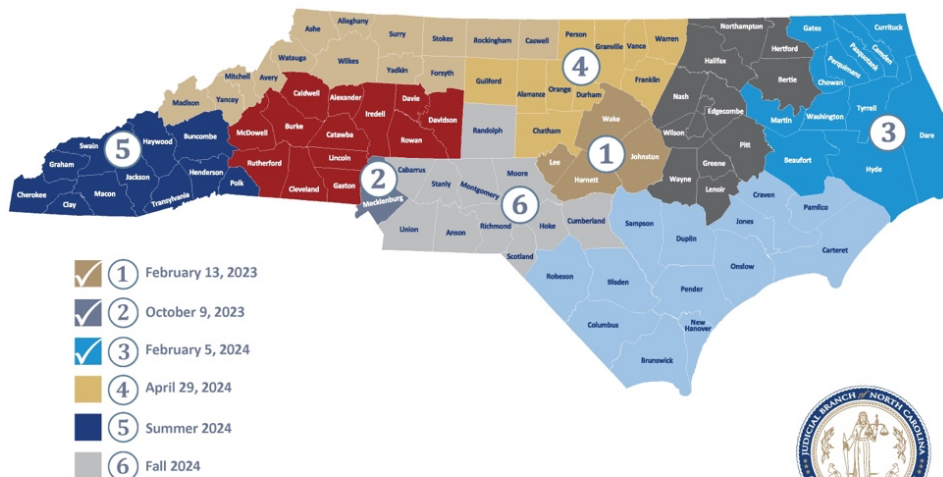 Ashe
Alleghany
Surry
Stokes
Rockingham
Caswell
Person
Granville
Vance
Warren
Northampton
Gates
Currituck
Camden
Pasquotank
Perquimans
Chowan
Hertford
Halifax
Bertie
Watauga
Wilkes
Yadkin
Forsyth
Guilford
Alamance
Orange
Durham
4
Franklin
Nash
Edgecombe
Martin
Washington
Tyrrell
Dare
3
Mitchell
Avery
Madison
Yancey
Caldwell
Alexander
Iredell
Davie
Davidson
Randolph
Chatham
Wake
Wilson
Pitt
Beaufort
Hyde
5
Swain
Haywood
Buncombe
McDowell
Burke
Catawba
Rowan
1
Lee
Johnston
Harnett
Greene
Wayne
Lenoir
Craven
Pamlico
Graham
Jackson
Henderson
Rutherford
Lincoln
Cherokee
Clay
Macon
Transylvania
Polk
Cleveland
Gaston
2
Mecklenburg
Cabarrus
Stanly
Montgomery
Moore
6
Union
Anson
Richmond
Hoke
Cumberland
Scotland
Sampson
Duplin
Jones
Carteret
Onslow
Robeson
Bladen
Pender
Columbus
New
Hanover
Brunswick
1 February 13, 2023
2 October 9, 2023
3 February 5, 2024
4 April 29, 2024
5 Summer 2024
6 Fall 2024
JUDICIAL BRANCH of NORTH CAROLINA